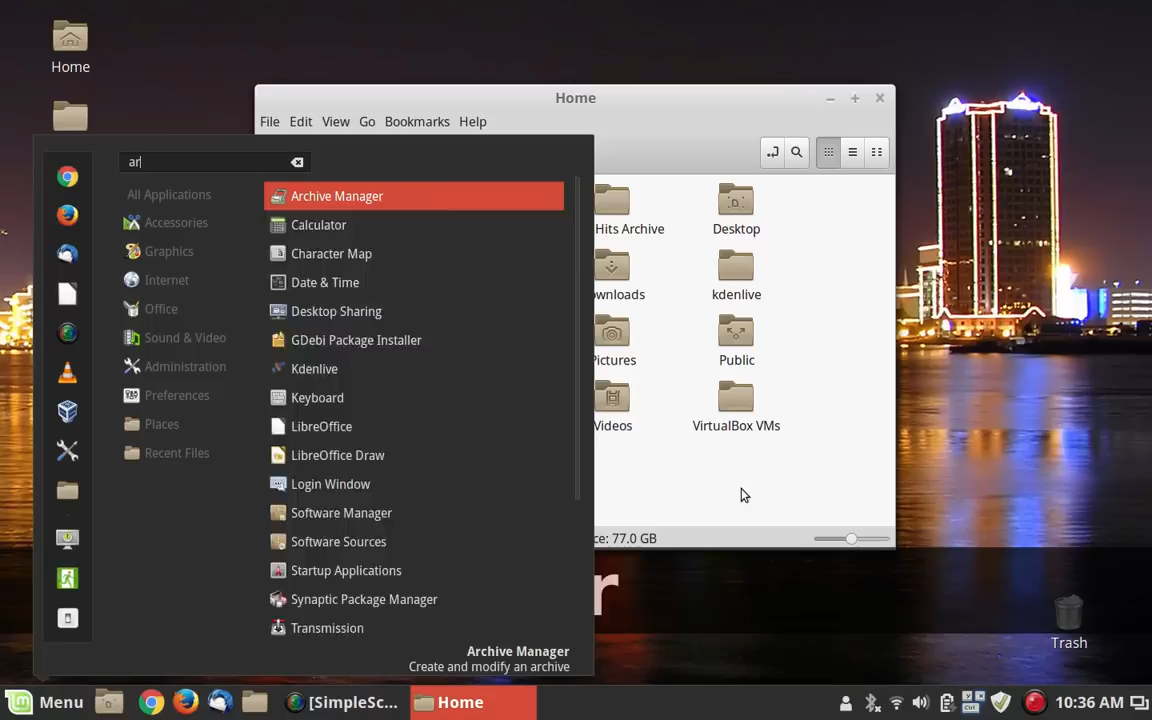 Home
Home
File Edit View Go Bookmarks Help
ar
All Applications
Accessories
Graphics
Internet
Office
Sound & Video
Administration
Preferences
Places
Recent Files
Archive Manager
Calculator
Character Map
Date & Time
Desktop Sharing
GDebi Package Installer
Kdenlive
Keyboard
LibreOffice
LibreOffice Draw
Login Window
Software Manager
Software Sources
Startup Applications
Synaptic Package Manager
Transmission
Archive Manager
Create and modify an archive
Hits Archive
Desktop
ownloads
kdenlive
Pictures
Public
Videos
VirtualBox VMs
ce: 77.0 GB
r
Trash
Menu
[SimpleSc...
Home
10:36 AM